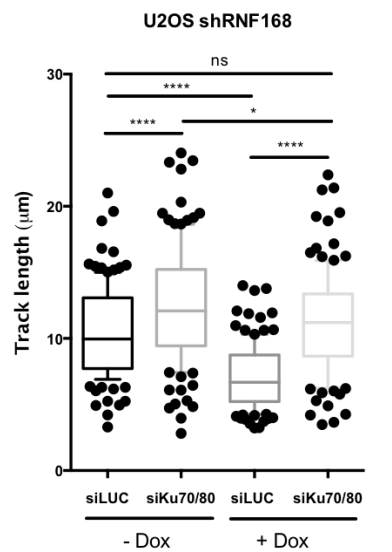 U2OS shRNF168
ns
****
*
****
****
30
20
10
0
Track length (μm)
siLUC siKu70/80 siLUC siKu70/80
- Dox + Dox